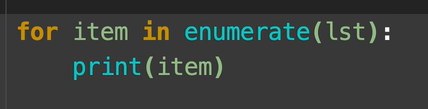 for item in enumerate(lst):
    print(item)